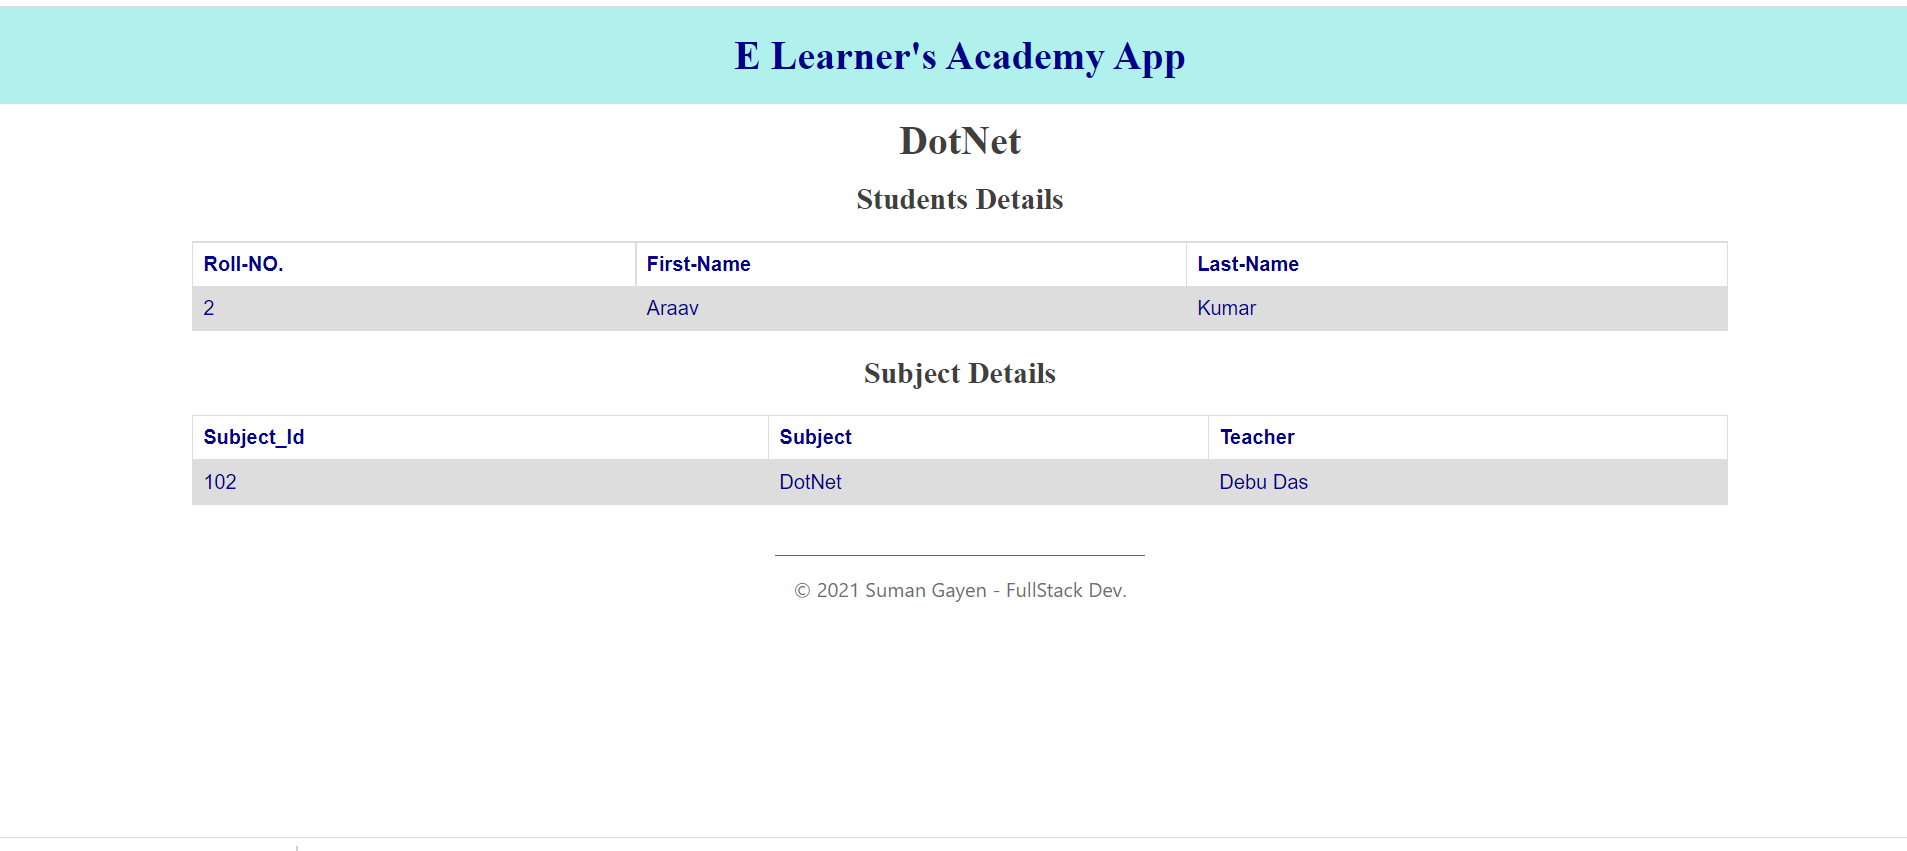 E Learner's Academy App
DotNet
Students Details
Roll-NO. First-Name Last-Name
2 Araav Kumar
Subject Details
Subject_Id Subject Teacher
102 DotNet Debu Das
© 2021 Suman Gayen - FullStack Dev.